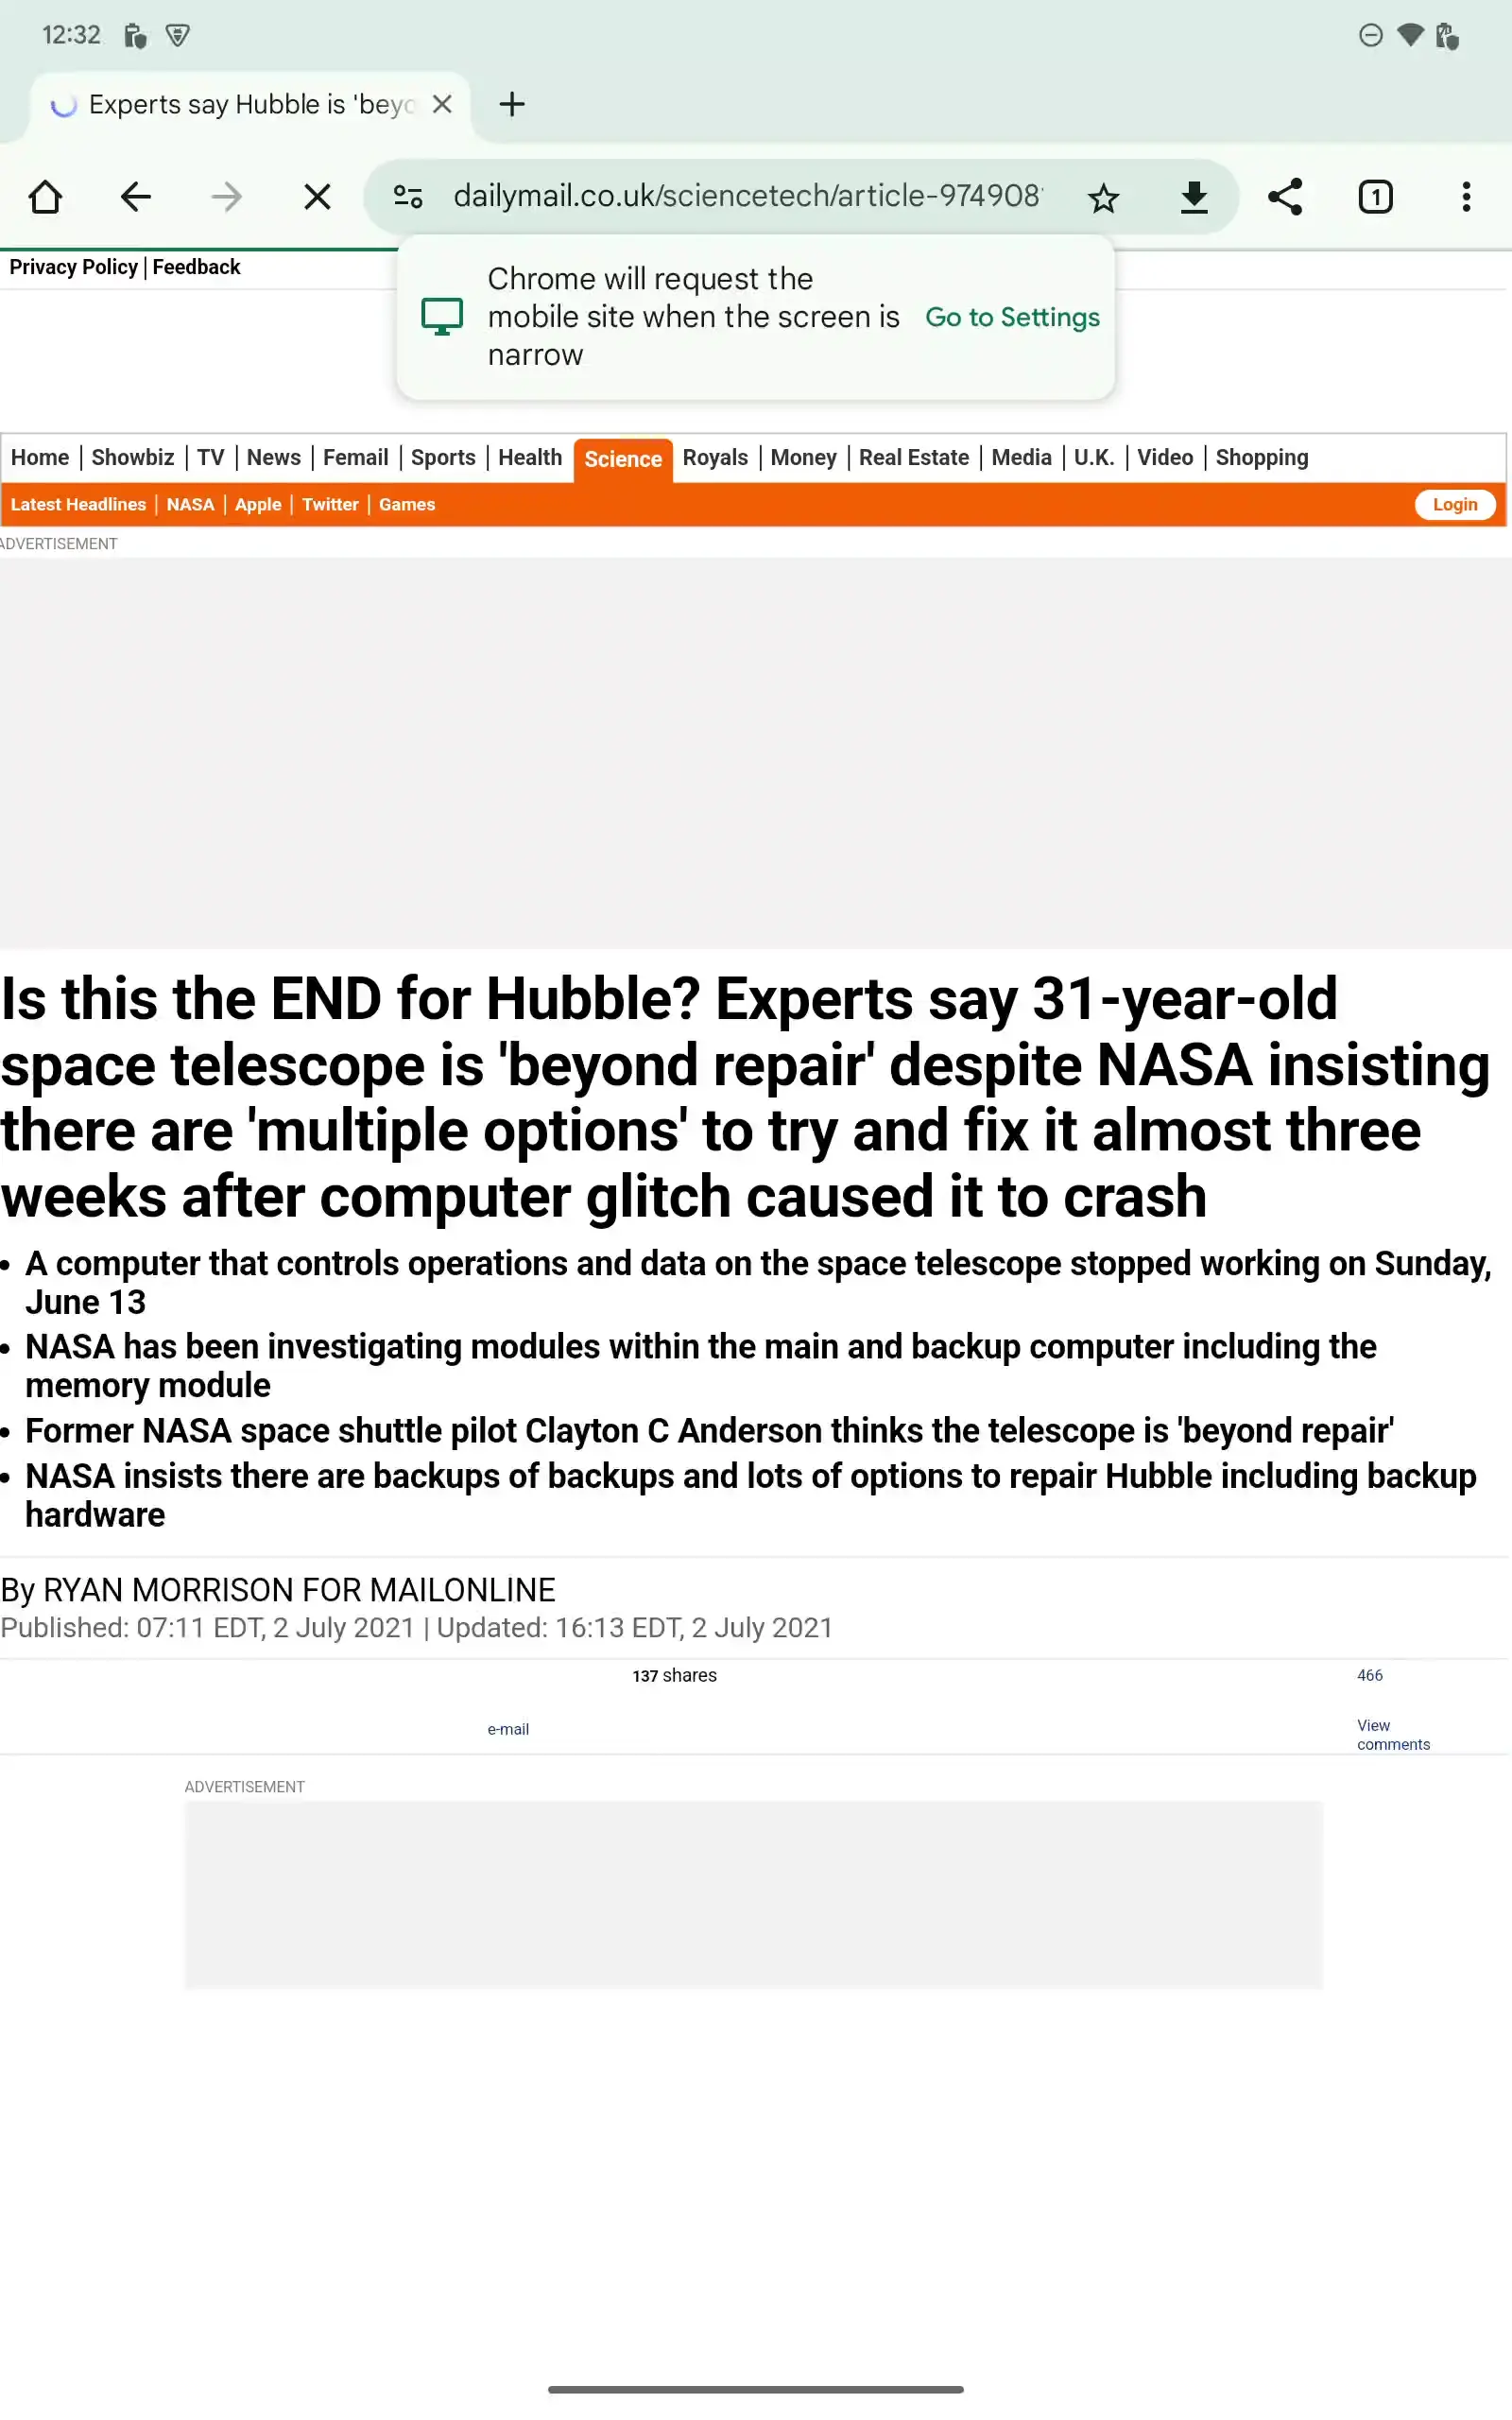 12:32
Experts say Hubble is 'beyo
dailymail.co.uk/sciencetech/article-974908
1
Privacy Policy | Feedback
Chrome will request the
mobile site when the screen is
narrow
Go to Settings
Home | Showbiz | TV | News | Femail | Sports | Health Science Royals | Money | Real Estate | Media | U.K. | Video | Shopping
Latest Headlines | NASA | Apple | Twitter | Games Login
ADVERTISEMENT
Is this the END for Hubble? Experts say 31-year-old
space telescope is 'beyond repair' despite NASA insisting
there are 'multiple options' to try and fix it almost three
weeks after computer glitch caused it to crash
• A computer that controls operations and data on the space telescope stopped working on Sunday,
June 13
• NASA has been investigating modules within the main and backup computer including the
memory module
• Former NASA space shuttle pilot Clayton C Anderson thinks the telescope is 'beyond repair'
• NASA insists there are backups of backups and lots of options to repair Hubble including backup
hardware
By RYAN MORRISON FOR MAILONLINE
Published: 07:11 EDT, 2 July 2021 | Updated: 16:13 EDT, 2 July 2021
137 shares
466
e-mail
View
comments
ADVERTISEMENT